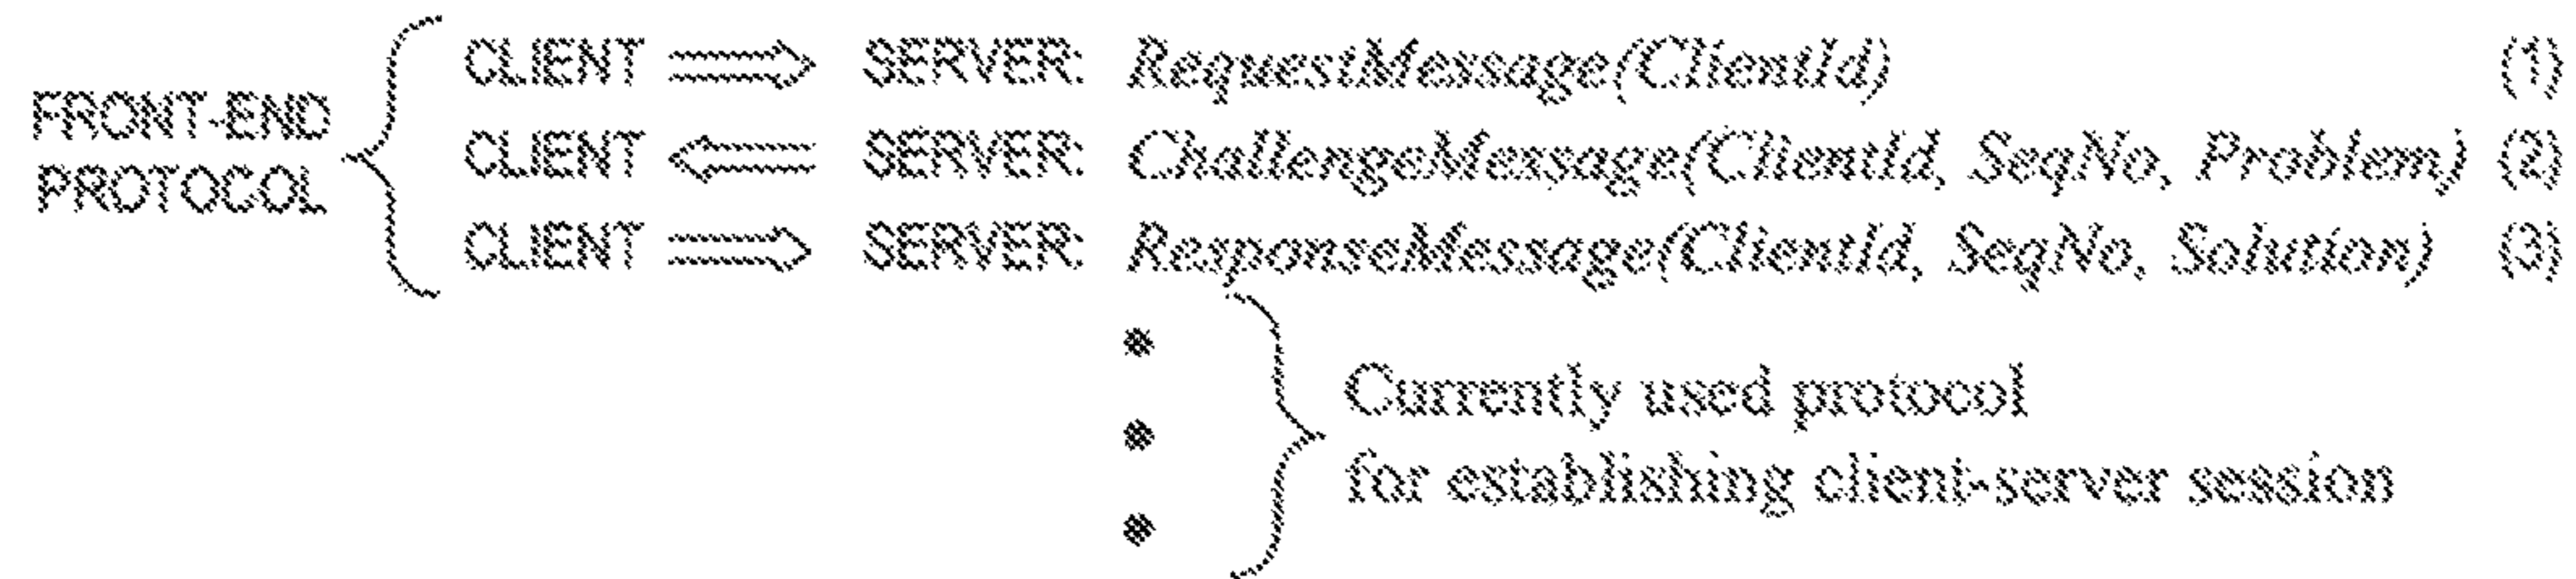 FRONT-END
PROTOCOL
CLIENT ⇒ SERVER: RequestMessage(ClientId) (1)
CLIENT ⇐ SERVER: ChallengeMessage(ClientId, SeqNo, Problem) (2)
CLIENT ⇒ SERVER: ResponseMessage(ClientId, SeqNo, Solution) (3)
Currently used protocol
for establishing client-server session